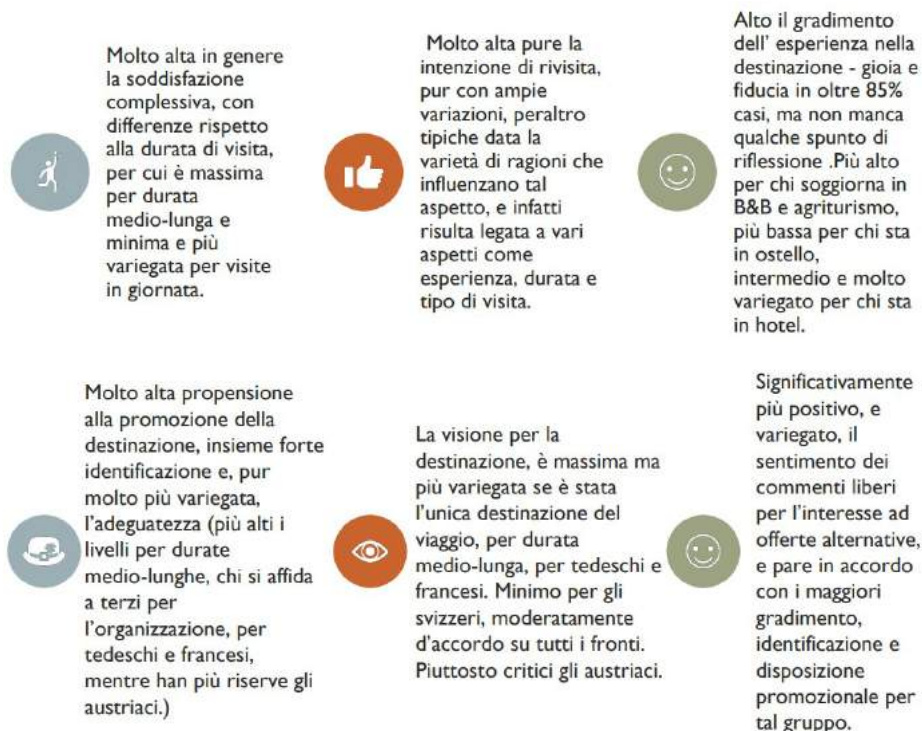 Molto alta in genere
la soddisfazione
complessiva, con
differenze rispetto
alla durata di visita,
per cui è massima
per durata
medio-lunga e
minima e più
variegata per visite
in giornata.
Molto alta pure la
intenzione di rivisita,
pur con ampie
variazioni, peraltro
tipiche data la
varietà di ragioni che
influenzano tal
aspetto, e infatti
risulta legata a vari
aspetti come
esperienza, durata e
tipo di visita.
Alto il gradimento
dell' esperienza nella
destinazione - gioia e
fiducia in oltre 85%
casi, ma non manca
qualche spunto di
riflessione .Più alto
per chi soggiorna in
B&B e agriturismo,
più bassa per chi sta
in ostello,
intermedio e molto
variegato per chi sta
in hotel.
Molto alta propensione
alla promozione della
destinazione, insieme forte
identificazione e, pur
molto più variegata,
l'adeguatezza (più alti i
livelli per durate
medio-lunghe, chi si affida
a terzi per
l'organizzazione, per
tedeschi e francesi,
mentre han più riserve gli
austriaci.)
La visione per la
destinazione, è massima ma
più variegata se è stata
l'unica destinazione del
viaggio, per durata
medio-lunga, per tedeschi e
francesi. Minimo per gli
svizzeri, moderatamente
d'accordo su tutti i fronti.
Piuttosto critici gli austriaci.
Significativamente
più positivo, e
variegato, il
sentimento dei
commenti liberi
per l'interesse ad
offerte alternative,
e pare in accordo
con i maggiori
gradimento,
identificazione e
disposizione
promozionale per
tal gruppo.